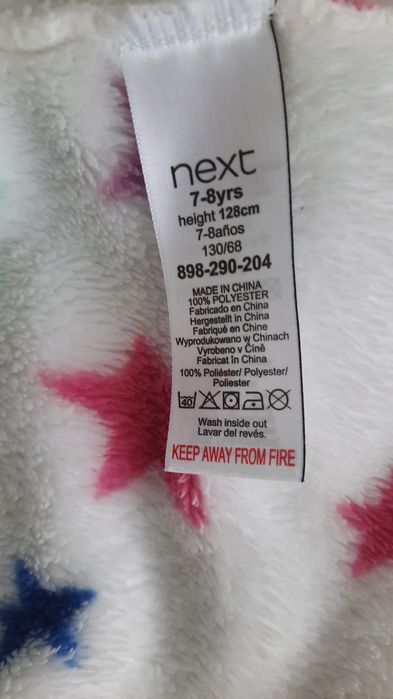 next
7-8yrs
height 128cm
7-8años
130/68
898-290-204
MADE IN CHINA
100% POLYESTER
Fabricado en China
Hergestellt in China
Fabriqué en Chine
Wyprodukowano w Chinach
Vyrobeno v Číně
Fabricat în China
100% Poliéster/ Polyester/
Poliester
40
Wash inside out
Lavar del revés.
KEEP AWAY FROM FIRE